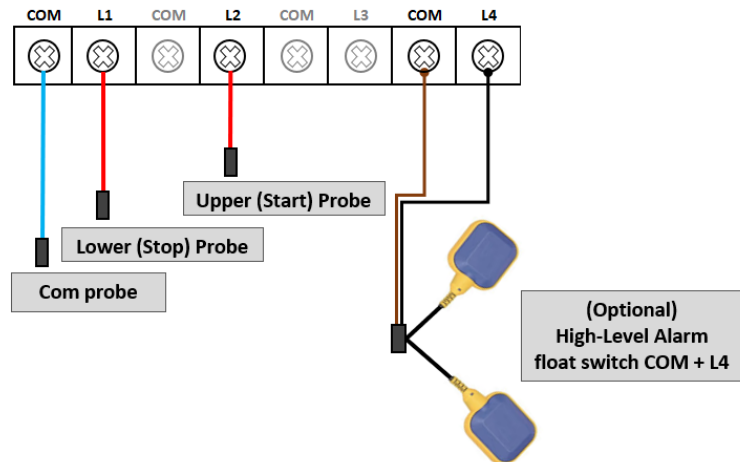 COM L1 COM L2 COM L3 COM L4
Upper (Start) Probe
Lower (Stop) Probe
Com probe
(Optional)
High-Level Alarm
float switch COM + L4